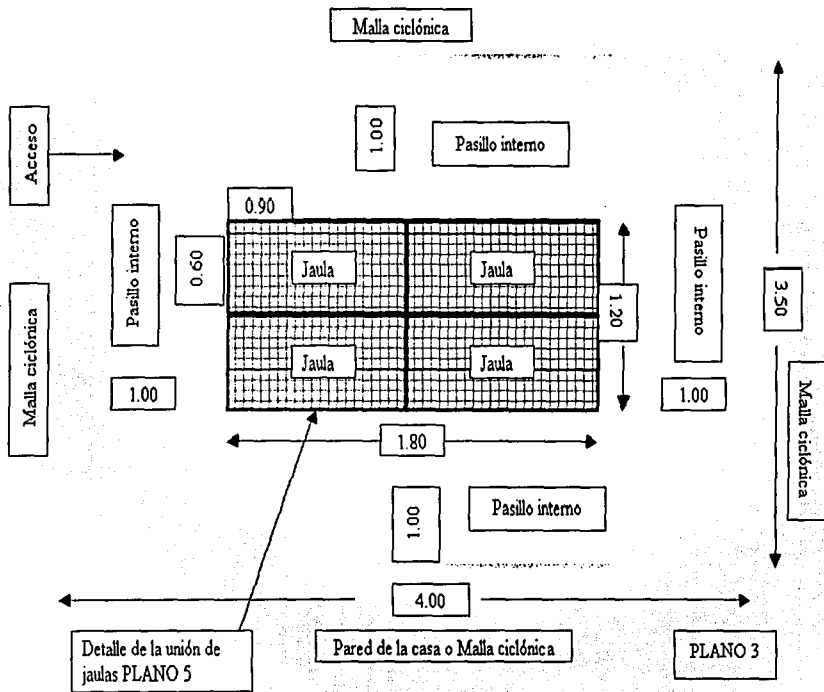 Malla ciclónica
Acceso
1.00
Pasillo interno
0.90
Pasillo interno
0.60
Jaula
Jaula
Pasillo interno
3.50
1.20
Malla ciclónica
Jaula
Jaula
1.00
1.00
Malla ciclónica
1.80
1.00
Pasillo interno
4.00
Detalle de la unión de
jaulas PLANO 5
Pared de la casa o Malla ciclónica
PLANO 3